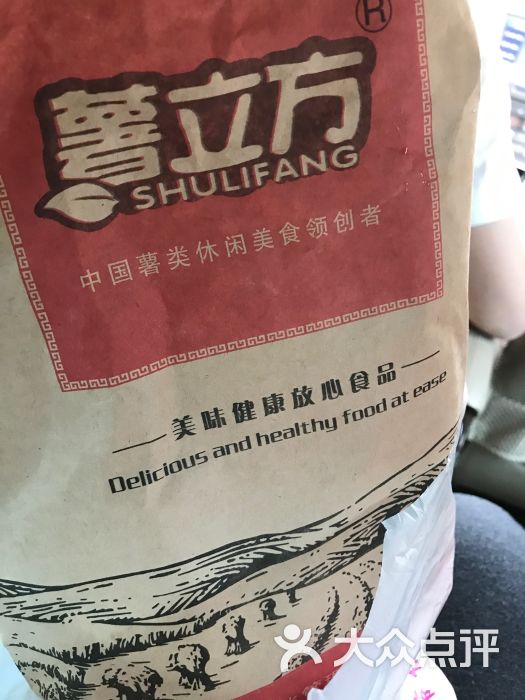 ®
薯立方
SHULIFANG
中国薯类休闲美食领创者
美味健康放心食品
Delicious and healthy food at ease
大众点评